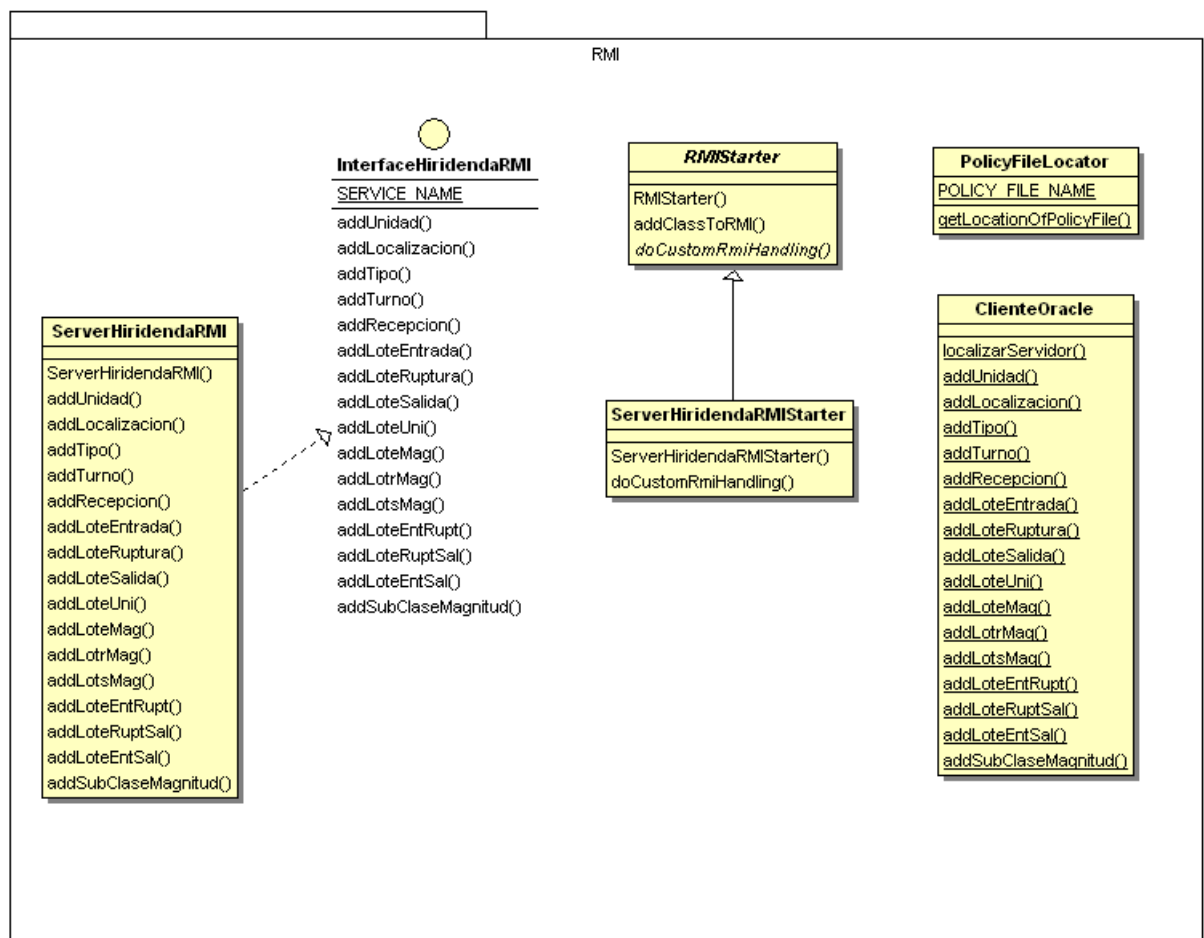 RMI
InterfaceHiridendaRMI
SERVICE_NAME
addUnidad()
addLocalizacion()
addTipo()
addTurno()
addRecepcion()
addLoteEntrada()
addLoteRuptura()
addLoteSalida()
addLoteUni()
addLoteMag()
addLotrMag()
addLotsMag()
addLoteEntRupt()
addLoteRuptSal()
addLoteEntSal()
addSubClaseMagnitud()
RMIStarter
RMIStarter()
addClassToRMI()
doCustomRmiHandling()
PolicyFileLocator
POLICY_FILE_NAME
getLocationOfPolicyFile()
ServerHiridendaRMI
ServerHiridendaRMI()
addUnidad()
addLocalizacion()
addTipo()
addTurno()
addRecepcion()
addLoteEntrada()
addLoteRuptura()
addLoteSalida()
addLoteUni()
addLoteMag()
addLotrMag()
addLotsMag()
addLoteEntRupt()
addLoteRuptSal()
addLoteEntSal()
addSubClaseMagnitud()
ServerHiridendaRMIStarter
ServerHiridendaRMIStarter()
doCustomRmiHandling()
ClienteOracle
localizarServidor()
addUnidad()
addLocalizacion()
addTipo()
addTurno()
addRecepcion()
addLoteEntrada()
addLoteRuptura()
addLoteSalida()
addLoteUni()
addLoteMag()
addLotrMag()
addLotsMag()
addLoteEntRupt()
addLoteRuptSal()
addLoteEntSal()
addSubClaseMagnitud()